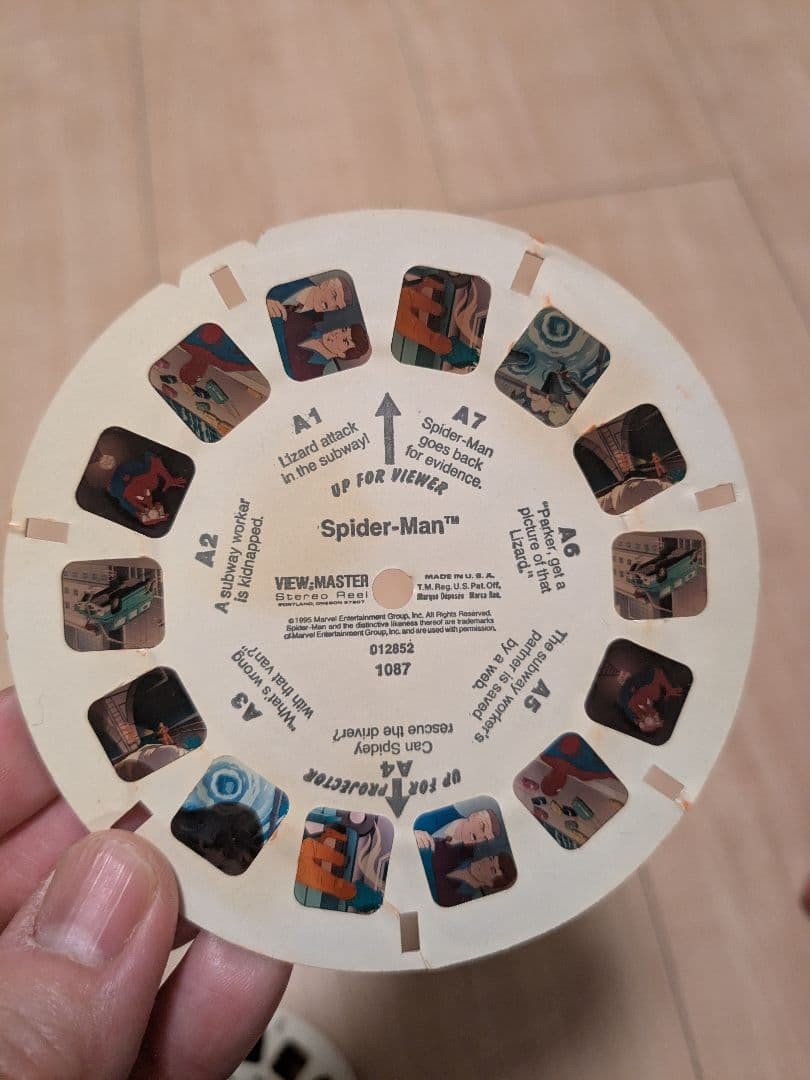 A1
Lizard attack
in the subway!
A7
Spider-Man
goes back
for evidence.
UP FOR VIEWER
A2
A subway worker
is kidnapped.
Spider-Man™
A6
"Parker, get a
picture of that
Lizard."
VIEW-MASTER
Stereo Reel
PORTLAND, OREGON 97207
MADE IN U.S.A.
T.M. Reg. U.S. Pat. Off.
Marque Déposée Marca Reg.
©1995 Marvel Entertainment Group, Inc. All Rights Reserved.
Spider-Man and the distinctive likeness thereof are trademarks
of Marvel Entertainment Group, Inc. and are used with permission.
012852
1087
A3
"What's wrong
with that van?"
A5
The subway worker's
partner is saved
by a web.
A4
Can Spidey
rescue the driver?
UP FOR PROJECTOR